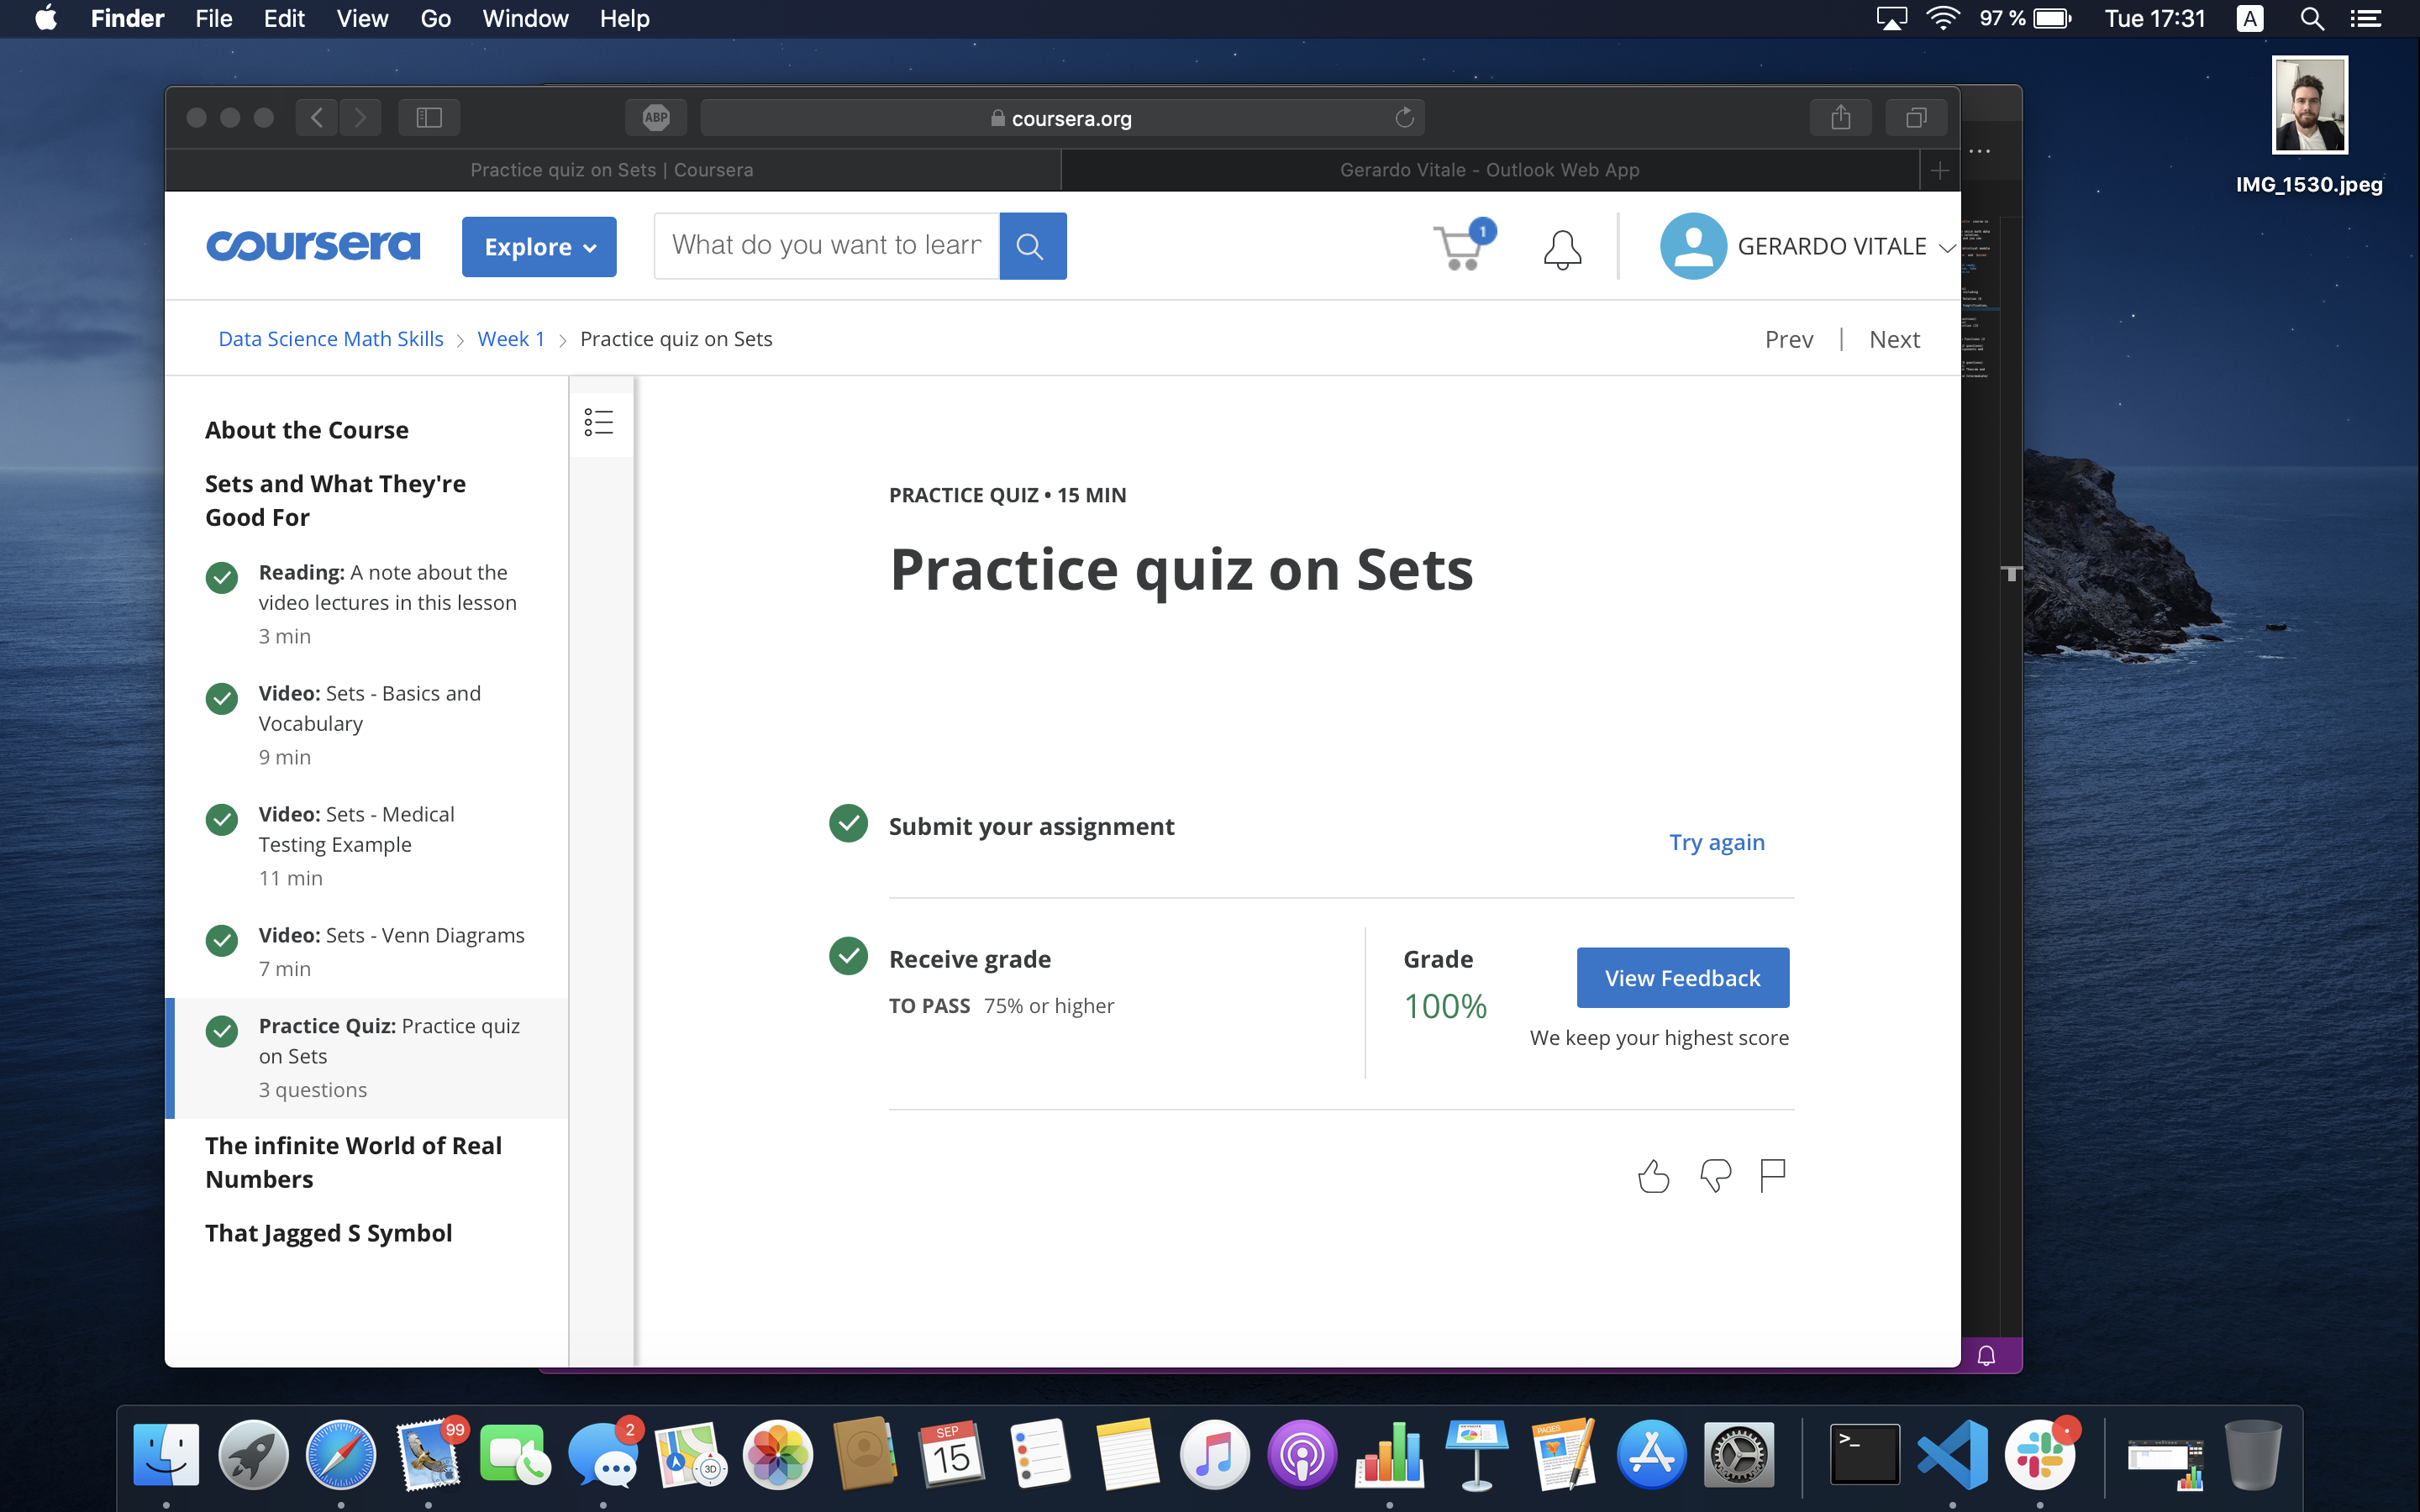 Finder File Edit View Go Window Help
97 % Tue 17:31 A
IMG_1530.jpeg
ABP coursera.org
Practice quiz on Sets | Coursera
Gerardo Vitale - Outlook Web App
coursera
Explore
What do you want to learn
1
GERARDO VITALE
Data Science Math Skills
Week 1
Practice quiz on Sets
Prev | Next
About the Course
Sets and What They're
Good For
Reading: A note about the
video lectures in this lesson
3 min
Video: Sets - Basics and
Vocabulary
9 min
Video: Sets - Medical
Testing Example
11 min
Video: Sets - Venn Diagrams
7 min
Practice Quiz: Practice quiz
on Sets
3 questions
The infinite World of Real
Numbers
That Jagged S Symbol
PRACTICE QUIZ • 15 MIN
Practice quiz on Sets
Submit your assignment
Try again
Receive grade
TO PASS 75% or higher
Grade
100%
View Feedback
We keep your highest score
99
2
3D
SEP
15
PAGES
>_